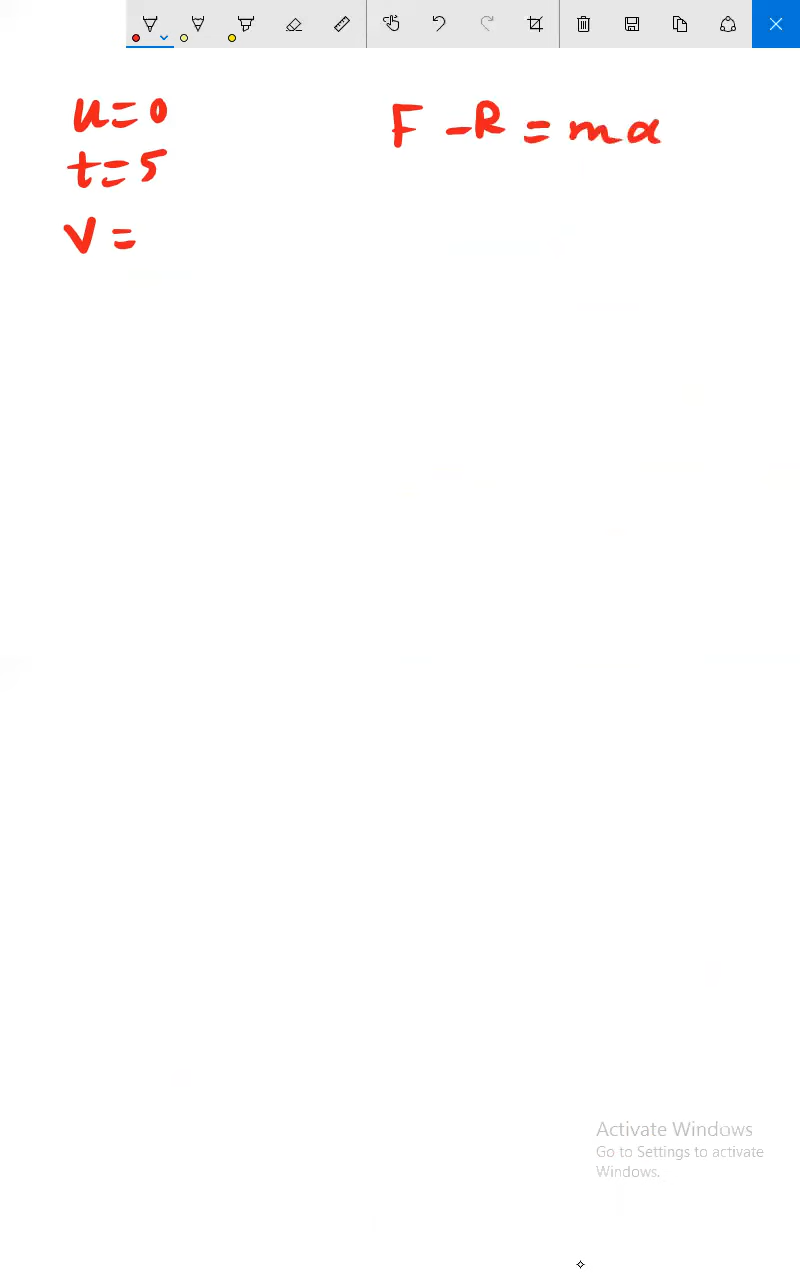 u=0
F -R = ma
t=5
v=
Activate Windows
Go to Settings to activate
Windows.